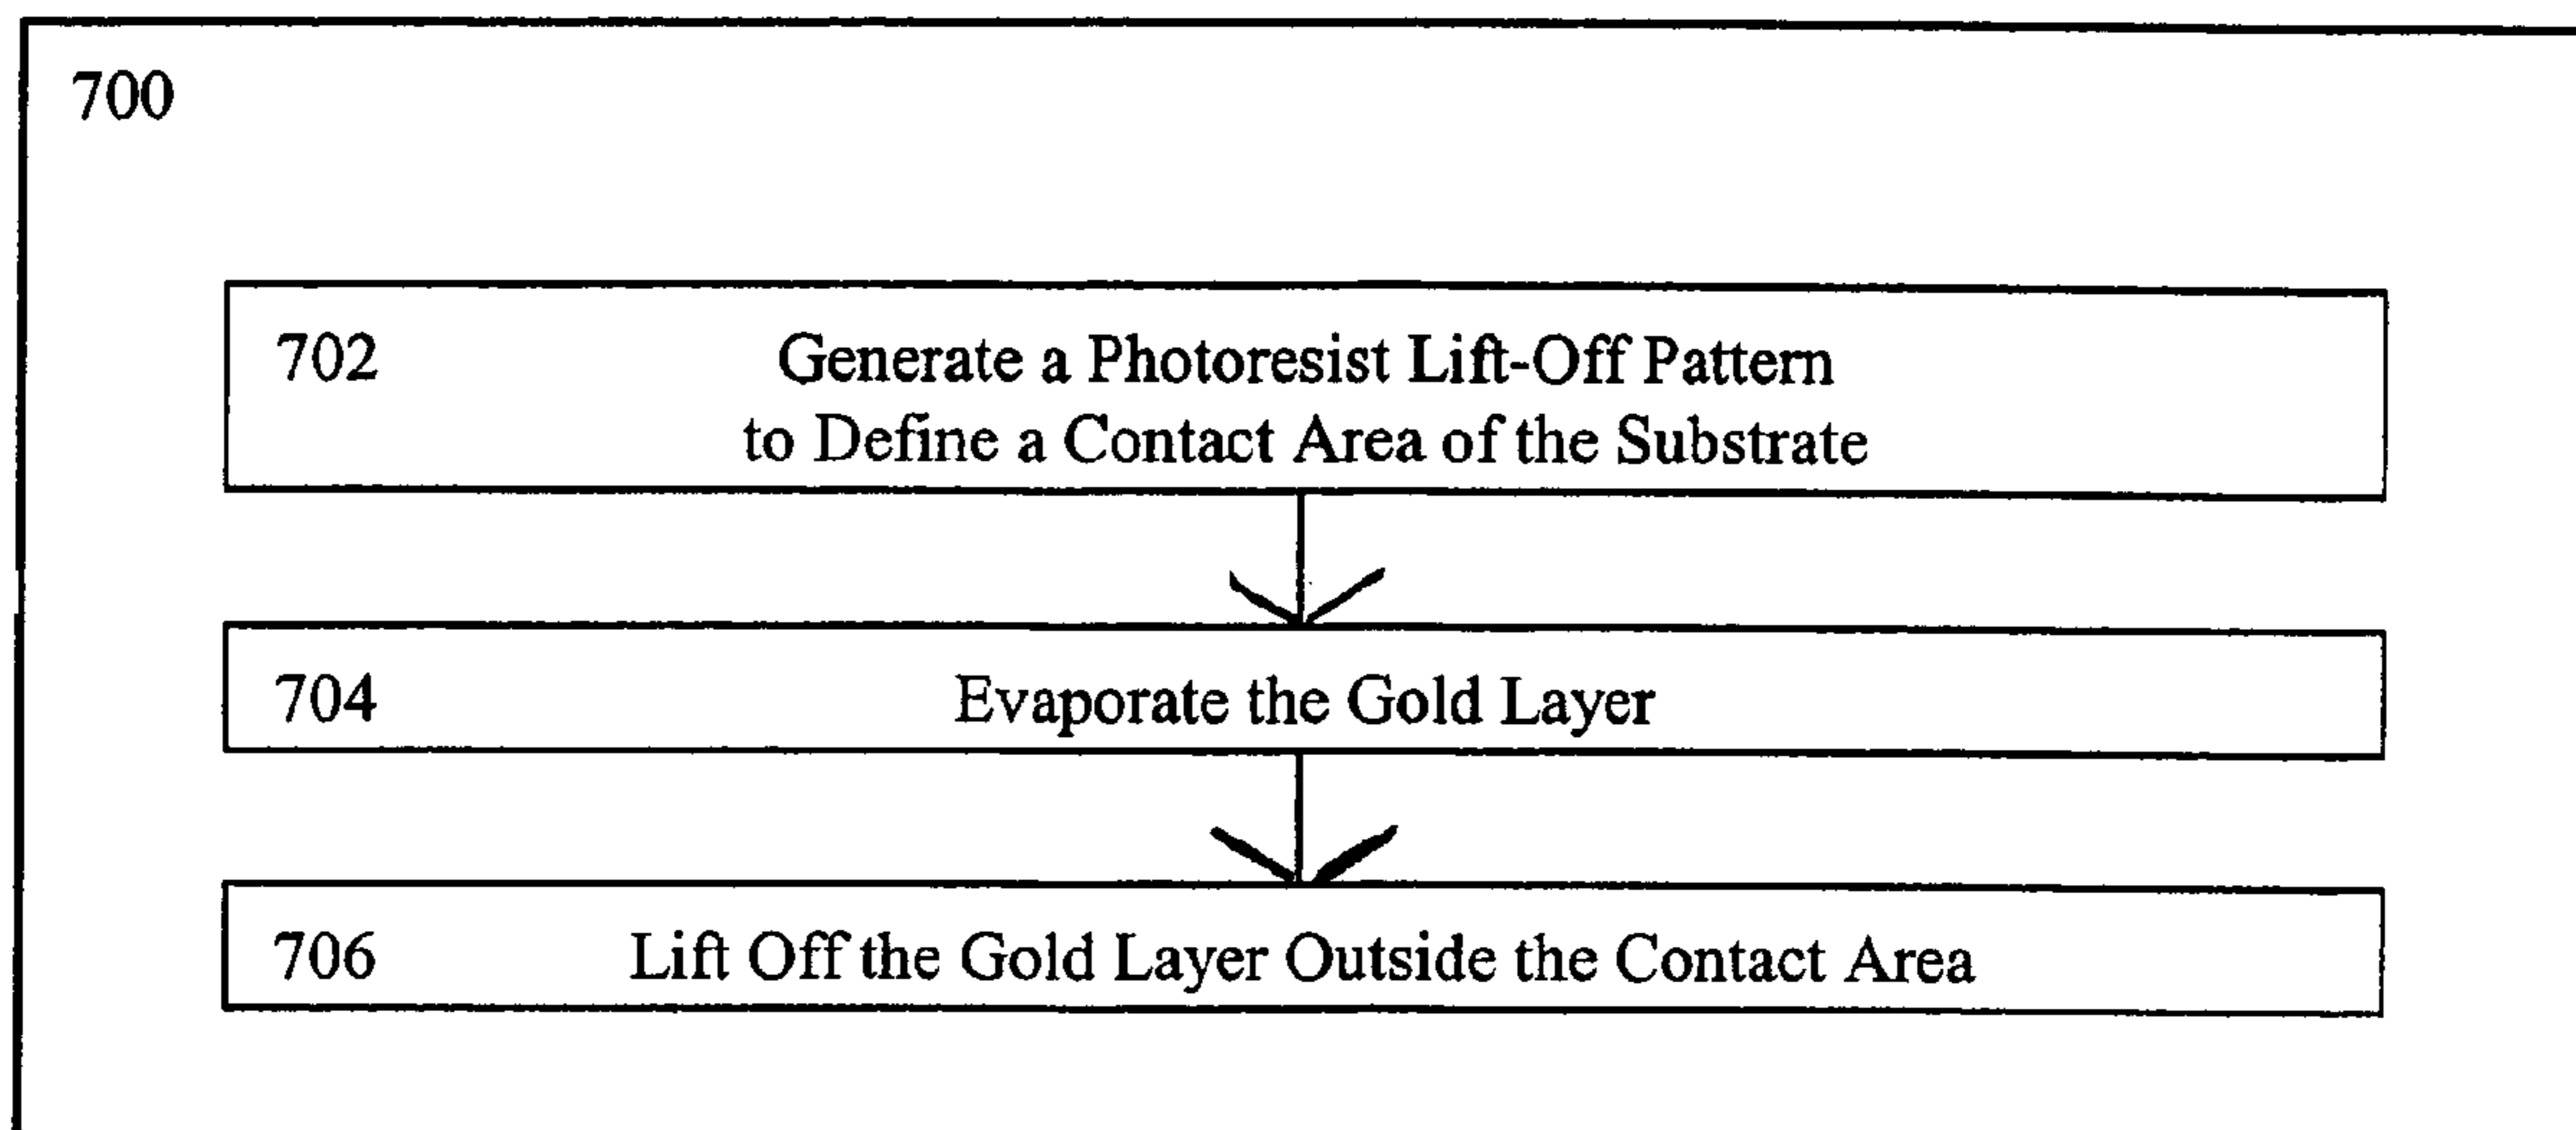 700
702 Generate a Photoresist Lift-Off Pattern
to Define a Contact Area of the Substrate
704 Evaporate the Gold Layer
706 Lift Off the Gold Layer Outside the Contact Area